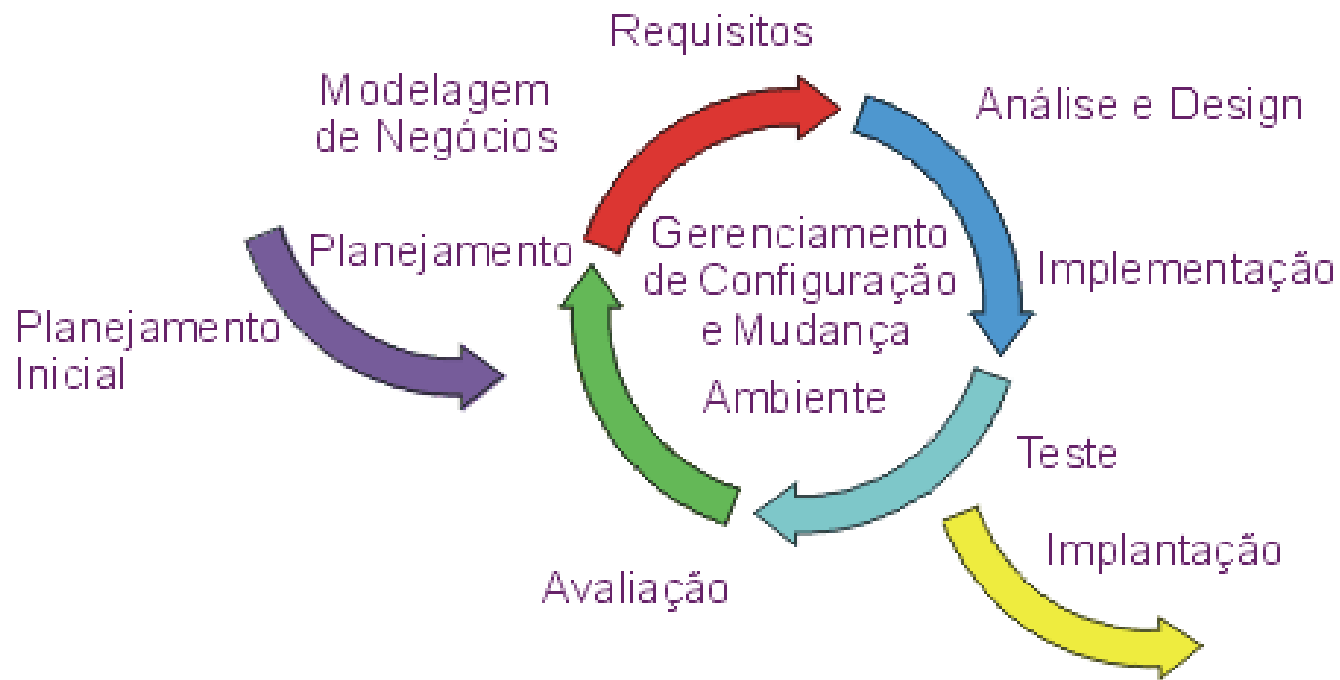 Requisitos
Modelagem
de Negócios
Análise e Design
Planejamento
Gerenciamento
de Configuração
e Mudança
Implementação
Planejamento
Inicial
Ambiente
Teste
Implantação
Avaliação